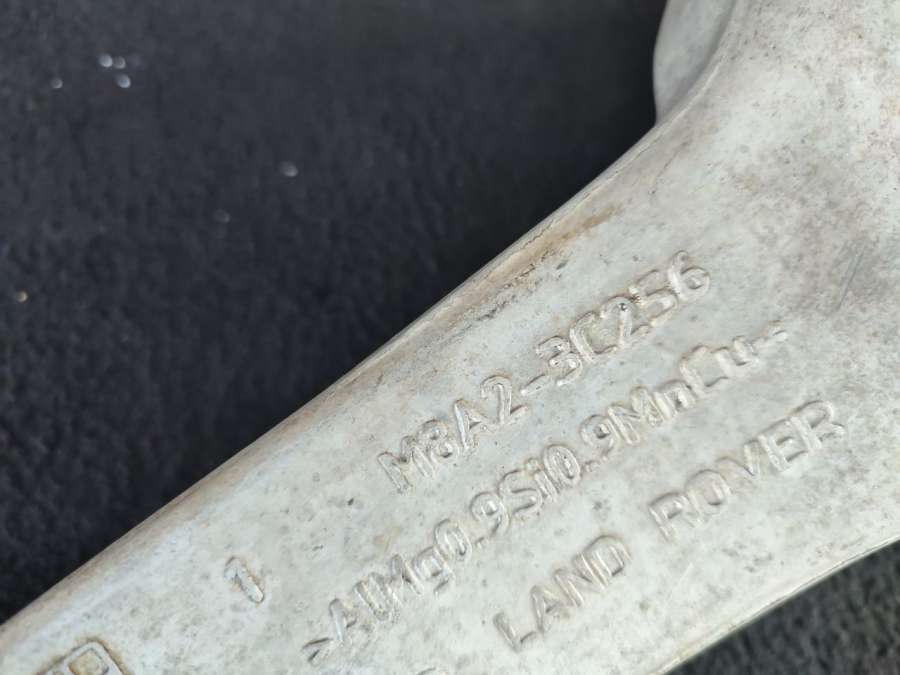 M8A2-3C256
>AlMg0.9Si0.9MnCu-
1
LAND ROVER